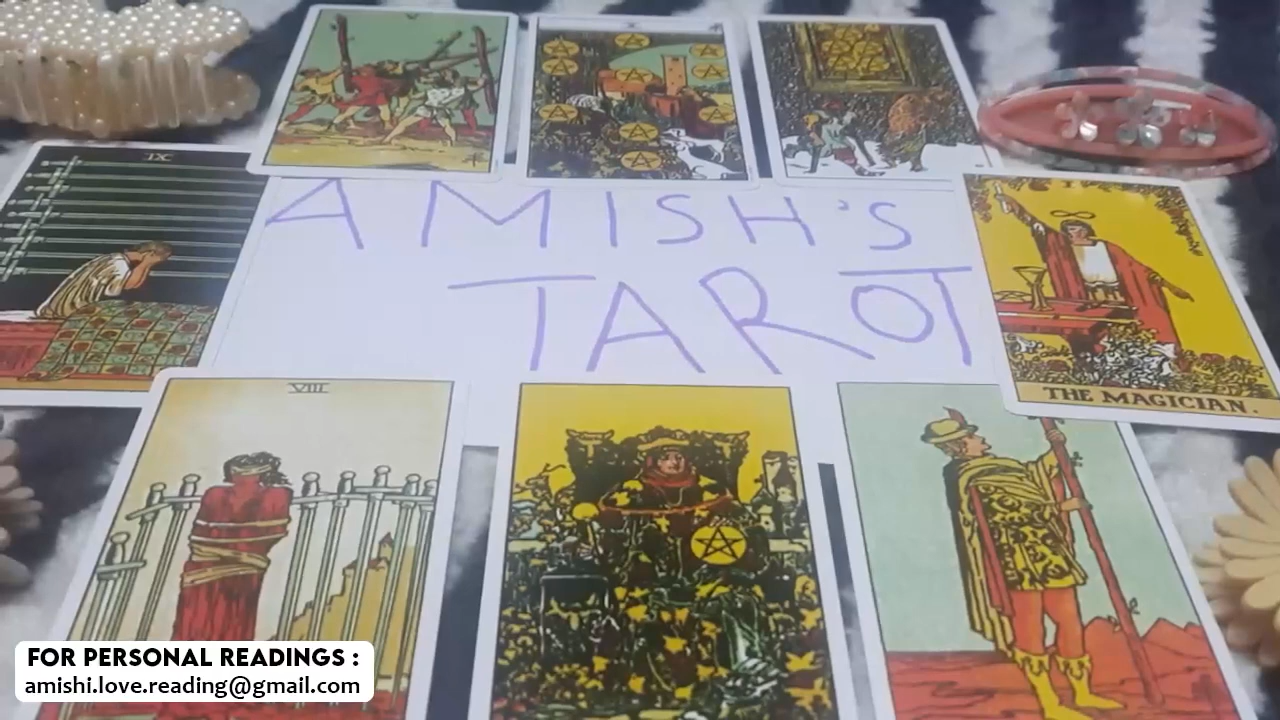 V
X
IX
AMISH'S
TAROT
THE MAGICIAN.
VIII
FOR PERSONAL READINGS :
amishi.love.reading@gmail.com